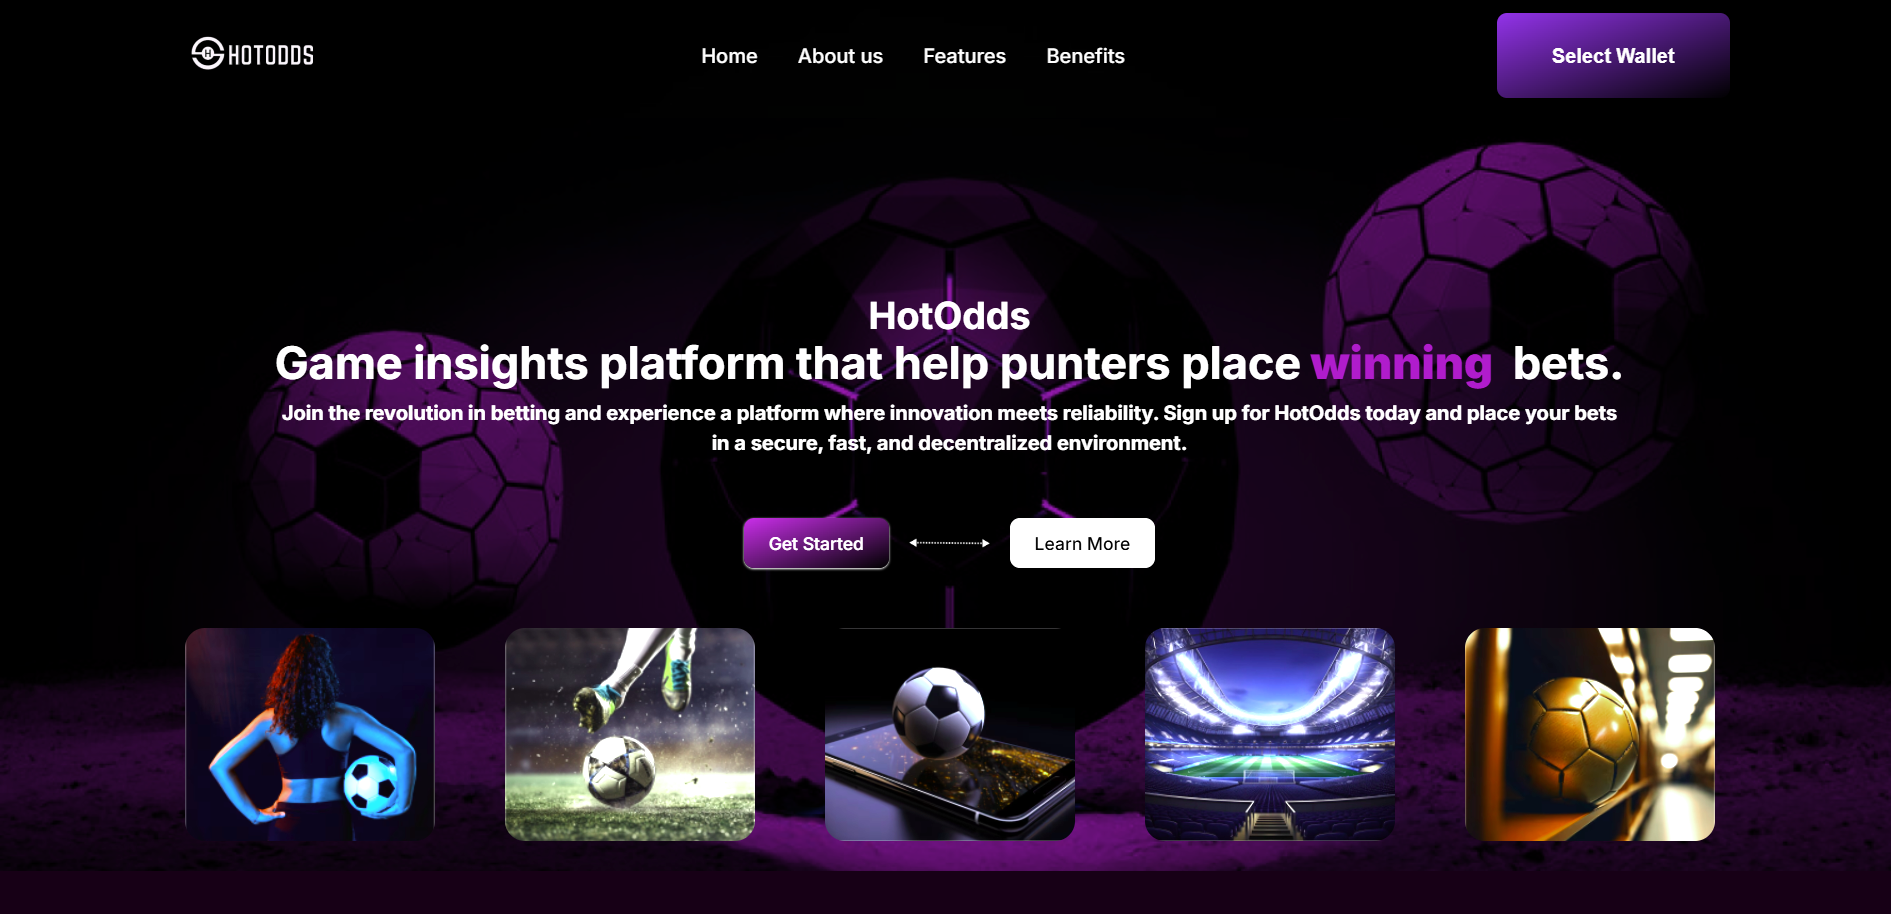 HOTODDS
Home
About us
Features
Benefits
Select Wallet
HotOdds
Game insights platform that help punters place winning bets.
Join the revolution in betting and experience a platform where innovation meets reliability. Sign up for HotOdds today and place your bets
in a secure, fast, and decentralized environment.
Get Started
Learn More